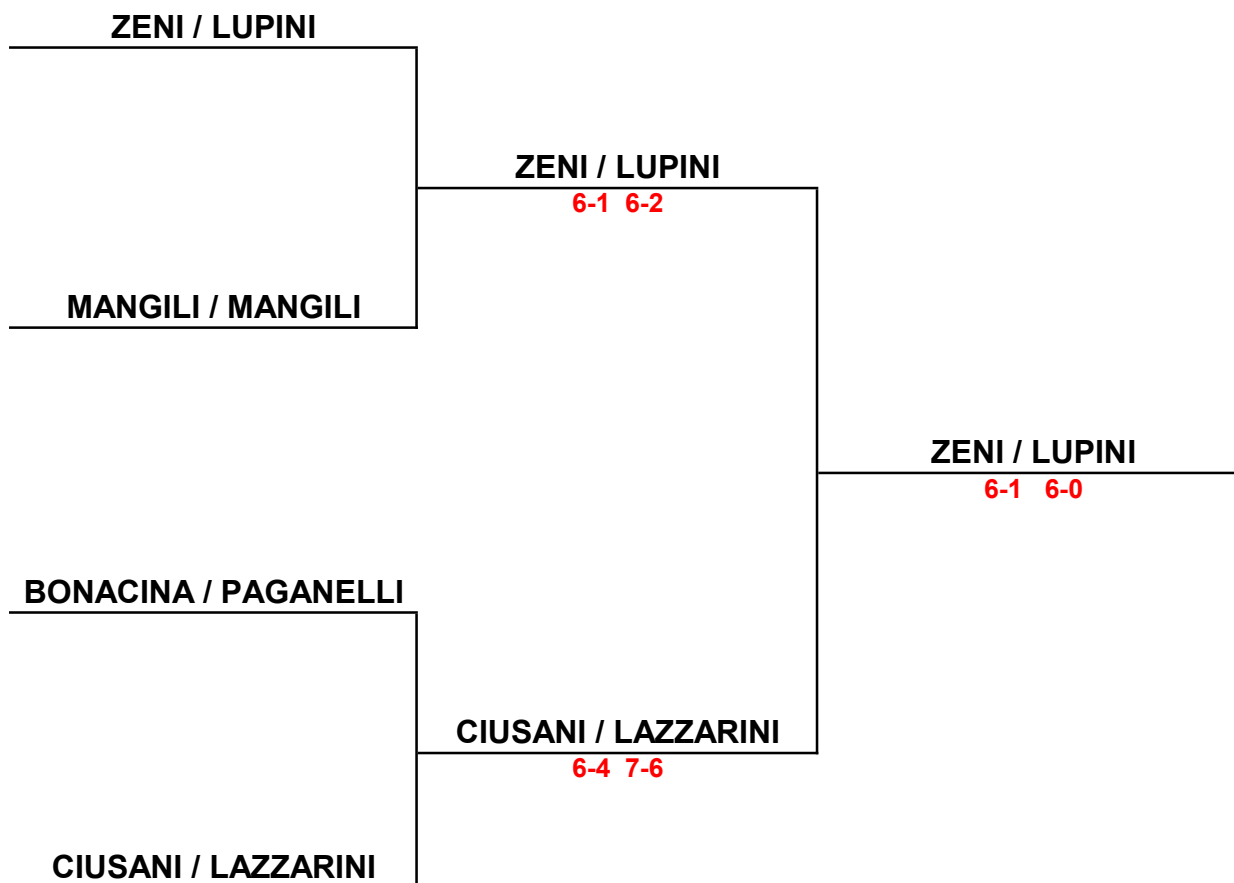 ZENI / LUPINI
ZENI / LUPINI
6-1 6-2
MANGILI / MANGILI
ZENI / LUPINI
6-1 6-0
BONACINA / PAGANELLI
CIUSANI / LAZZARINI
6-4 7-6
CIUSANI / LAZZARINI